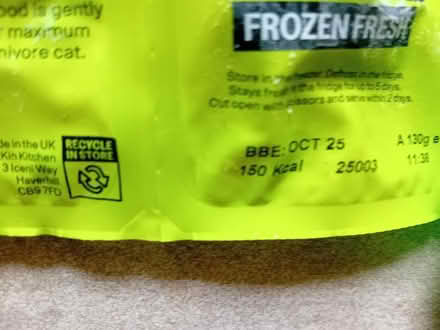 ood is gently
r maximum
nivore cat.
FROZEN FRESH
Store in the freezer. Defrost in the fridge.
Stays fresh in the fridge for up to 5 days.
Cut open with scissors and serve within 2 days.
de in the UK
Kin Kitchen
3 Iceni Way
Haverhill
CB9 7FD
RECYCLE
IN STORE
BBE: OCT 25
A 130g e
150 Kcal
25003
11:38